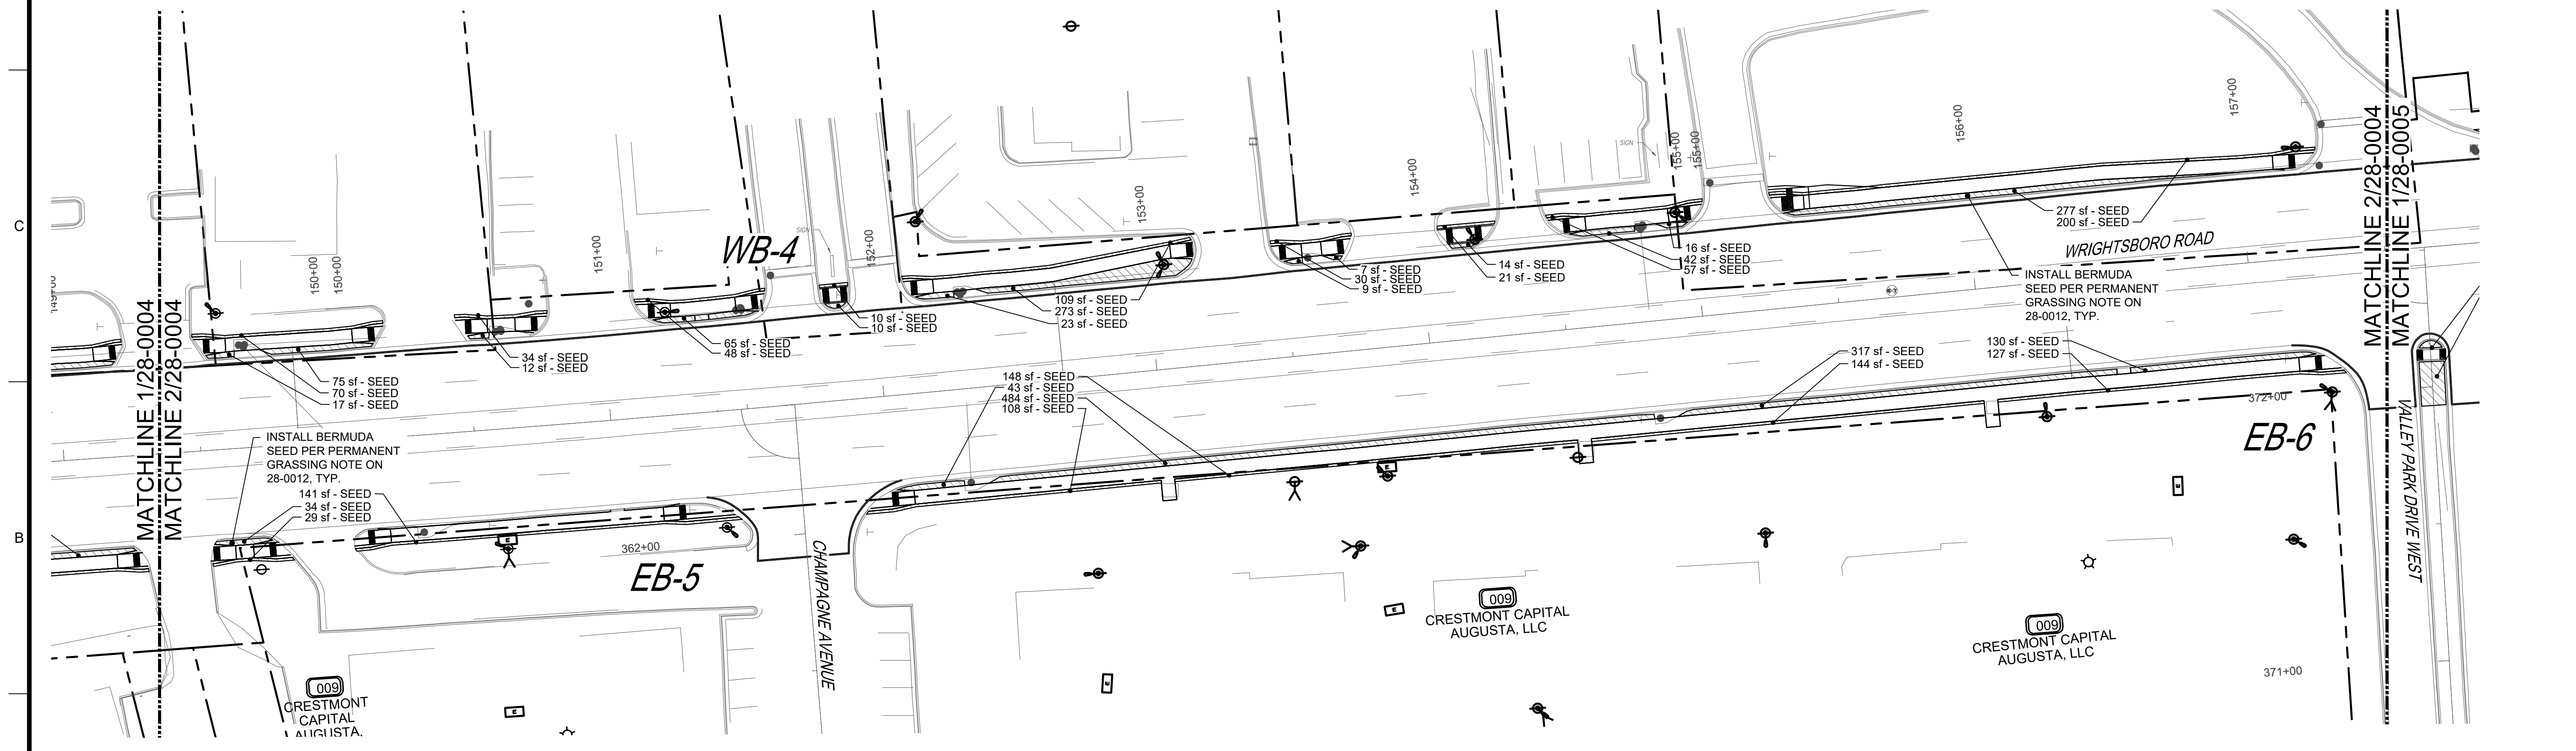 C
B
MATCHLINE 1/28-0004
MATCHLINE 2/28-0004
149+00
150+00
150+00
151+00
WB-4
SIGN
152+00
153+00
154+00
SIGN
155+00
155+00
156+00
157+00
75 sf - SEED
70 sf - SEED
17 sf - SEED
34 sf - SEED
12 sf - SEED
65 sf - SEED
48 sf - SEED
10 sf - SEED
10 sf - SEED
109 sf - SEED
273 sf - SEED
23 sf - SEED
7 sf - SEED
30 sf - SEED
9 sf - SEED
14 sf - SEED
21 sf - SEED
16 sf - SEED
42 sf - SEED
57 sf - SEED
277 sf - SEED
200 sf - SEED
WRIGHTSBORO ROAD
INSTALL BERMUDA
SEED PER PERMANENT
GRASSING NOTE ON
28-0012, TYP.
MATCHLINE 2/28-0004
MATCHLINE 1/28-0005
INSTALL BERMUDA
SEED PER PERMANENT
GRASSING NOTE ON
28-0012, TYP.
141 sf - SEED
34 sf - SEED
29 sf - SEED
148 sf - SEED
43 sf - SEED
484 sf - SEED
108 sf - SEED
317 sf - SEED
144 sf - SEED
130 sf - SEED
127 sf - SEED
362+00
EB-5
CHAMPAGNE AVENUE
372+00
EB-6
VALLEY PARK DRIVE WEST
E
E
E
E
E
E
009
CRESTMONT
CAPITAL
AUGUSTA,
009
CRESTMONT CAPITAL
AUGUSTA, LLC
009
CRESTMONT CAPITAL
AUGUSTA, LLC
371+00